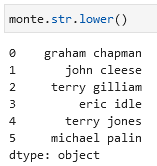 monte.str.lower()
0 graham chapman
1 john cleese
2 terry gilliam
3 eric idle
4 terry jones
5 michael palin
dtype: object